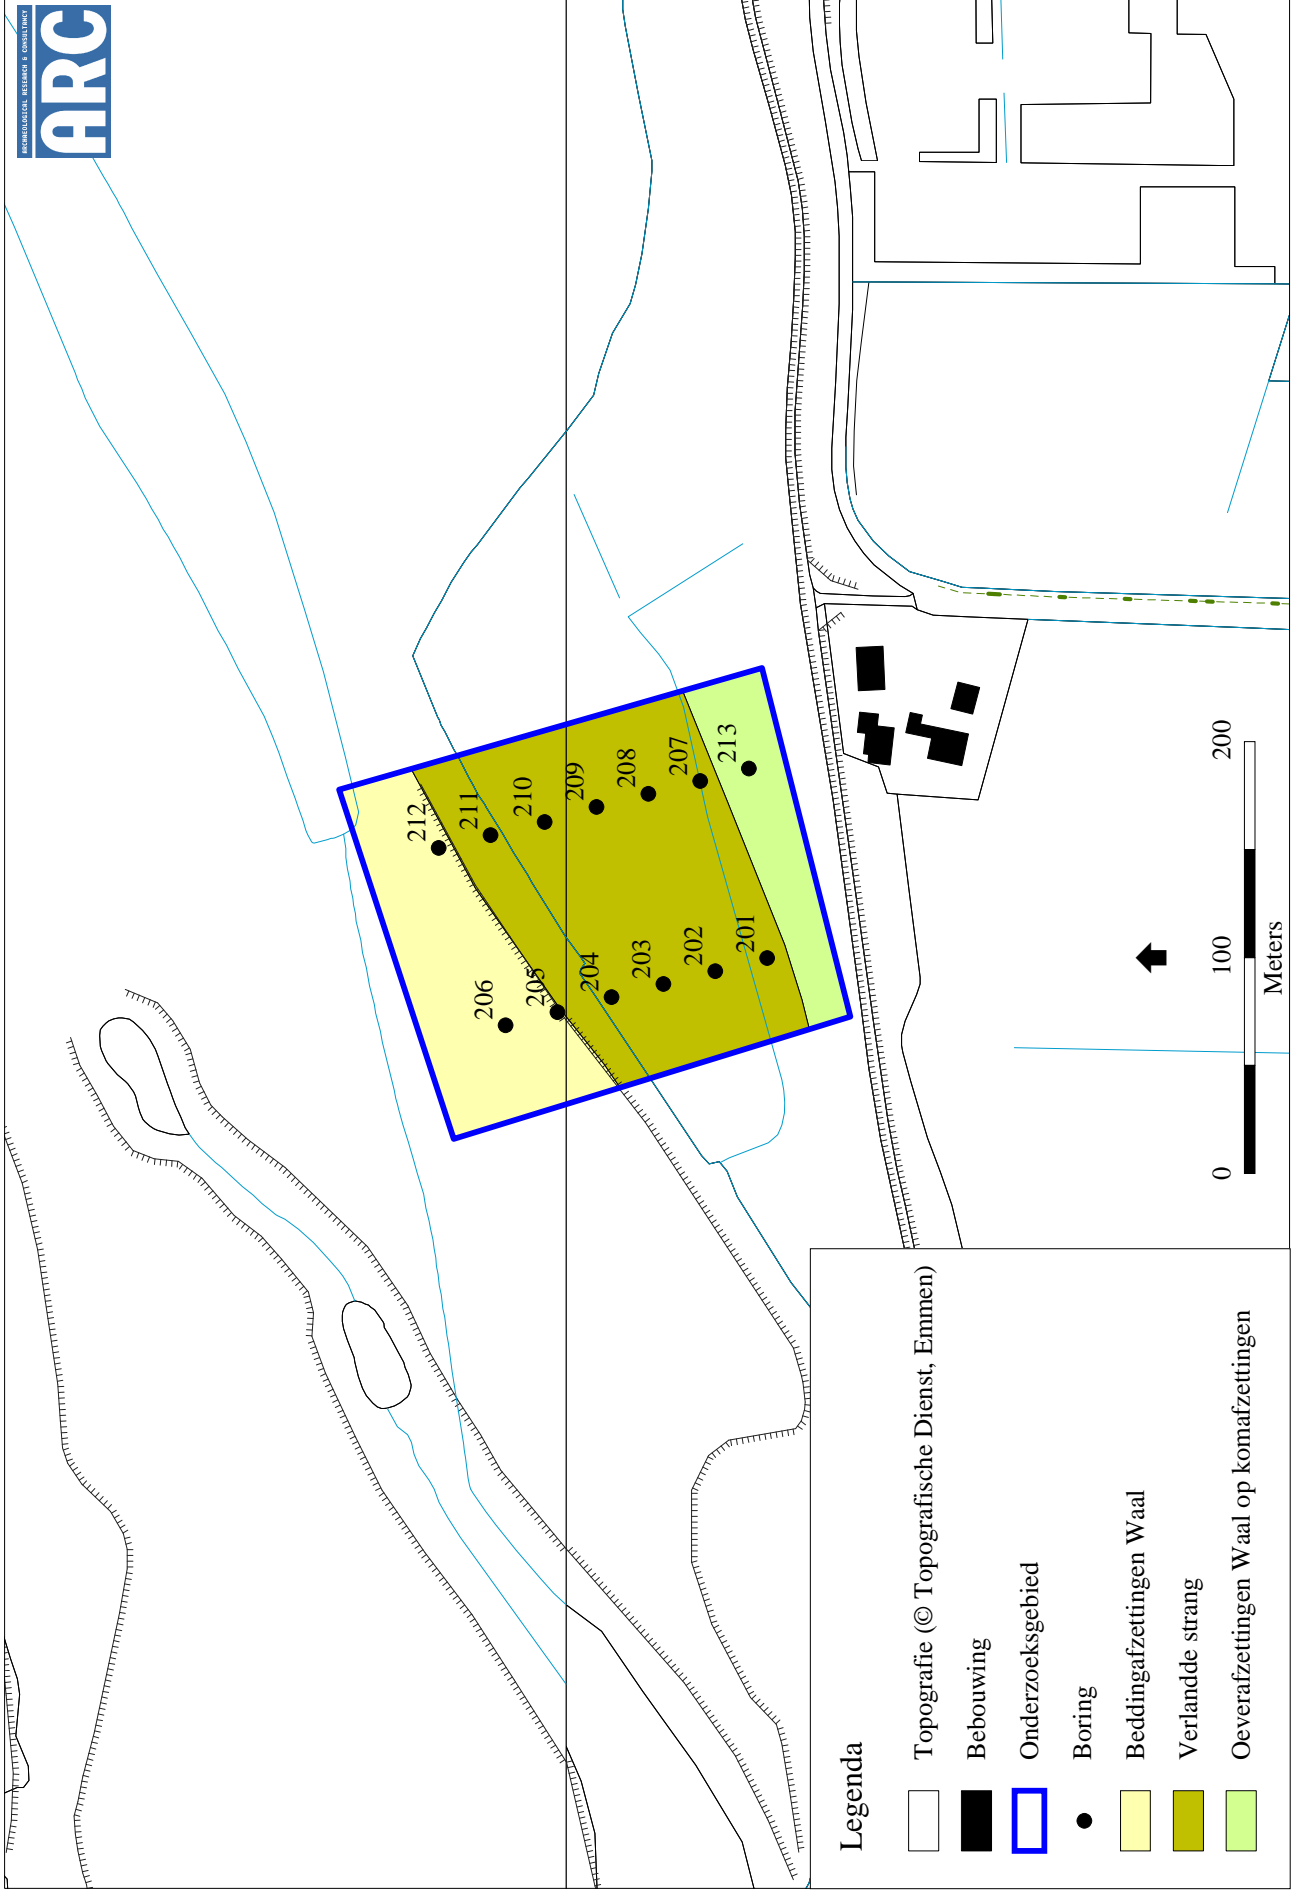 ARCHAEOLOGICAL RESEARCH & CONSULTANCY
ARC
212
211
210
209
208
207
213
206
205
204
203
202
201
0 100 200
Meters
Legenda
Topografie (© Topografische Dienst, Emmen)
Bebouwing
Onderzoeksgebied
Boring
Beddingafzettingen Waal
Verlandde strang
Oeverafzettingen Waal op komafzettingen